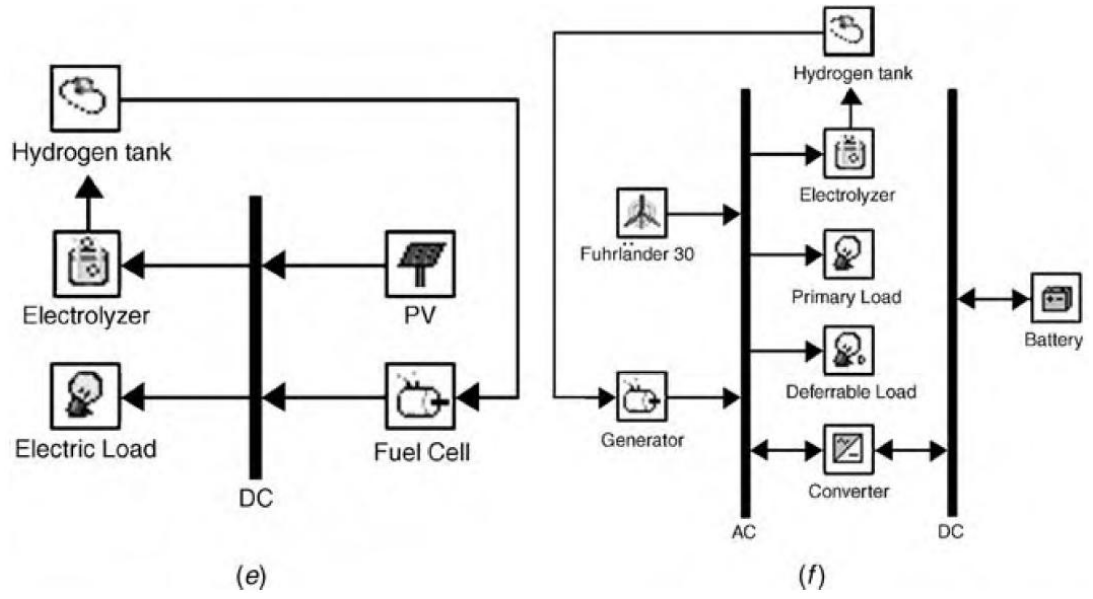 Hydrogen tank
Electrolyzer
PV
Electric Load
Fuel Cell
DC
(e)
Hydrogen tank
Electrolyzer
Fuhrländer 30
Primary Load
Battery
Deferrable Load
Generator
Converter
AC
DC
(f)